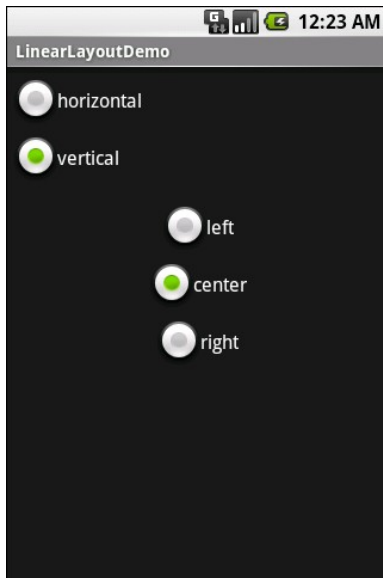 G 12:23 AM
LinearLayoutDemo
horizontal
vertical
left
center
right